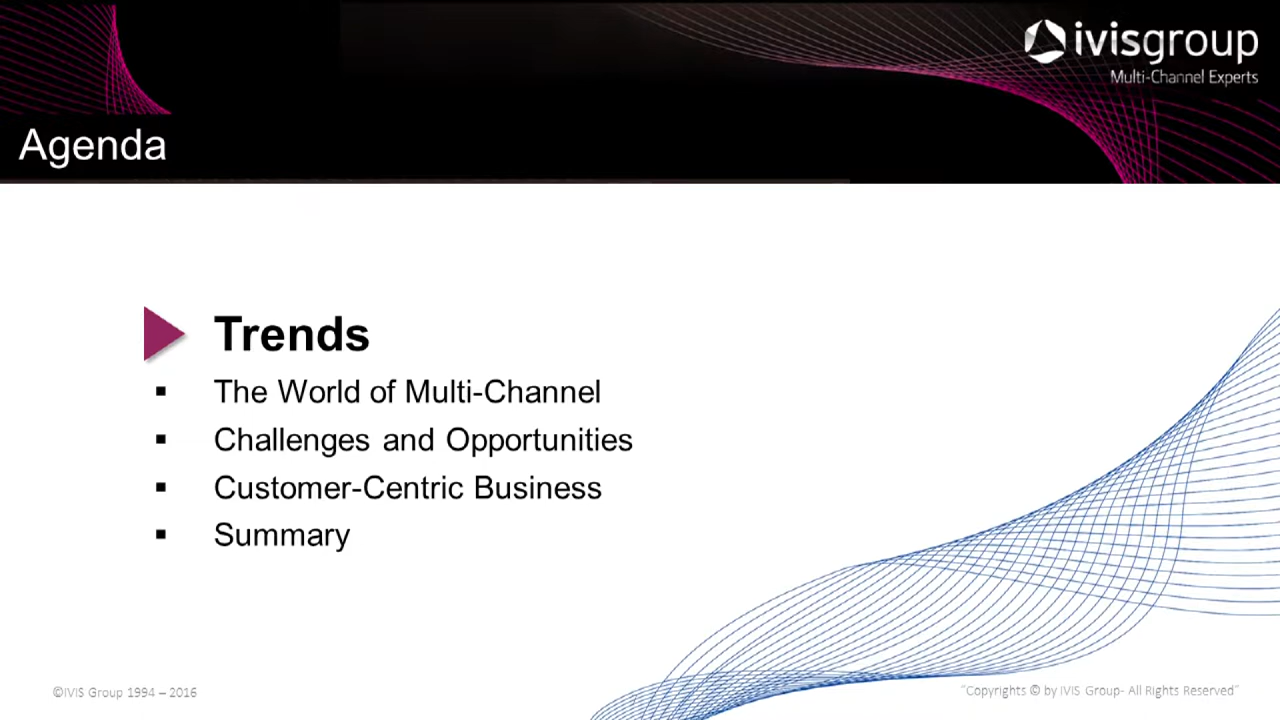 ivisgroup
Multi-Channel Experts
Agenda
Trends
▪ The World of Multi-Channel
▪ Challenges and Opportunities
▪ Customer-Centric Business
▪ Summary
©IVIS Group 1994 – 2016
“Copyrights © by IVIS Group- All Rights Reserved”